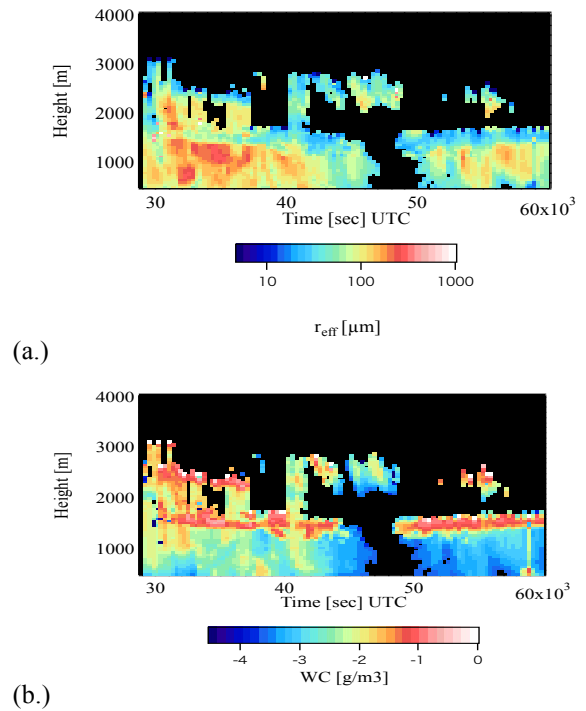 4000
3000
2000
1000
Height [m]
30 40 50 60x10³
Time [sec] UTC
10 100 1000
r_eff [µm]
(a.)
4000
3000
2000
1000
Height [m]
30 40 50 60x10³
Time [sec] UTC
-4 -3 -2 -1 0
WC [g/m3]
(b.)